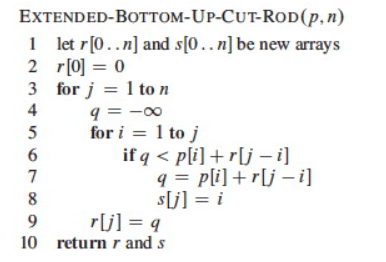 EXTENDED-BOTTOM-UP-CUT-ROD(p, n)
1 let r[0..n] and s[0..n] be new arrays
2 r[0] = 0
3 for j = 1 to n
4 q = -∞
5 for i = 1 to j
6 if q < p[i] + r[j - i]
7 q = p[i] + r[j - i]
8 s[j] = i
9 r[j] = q
10 return r and s